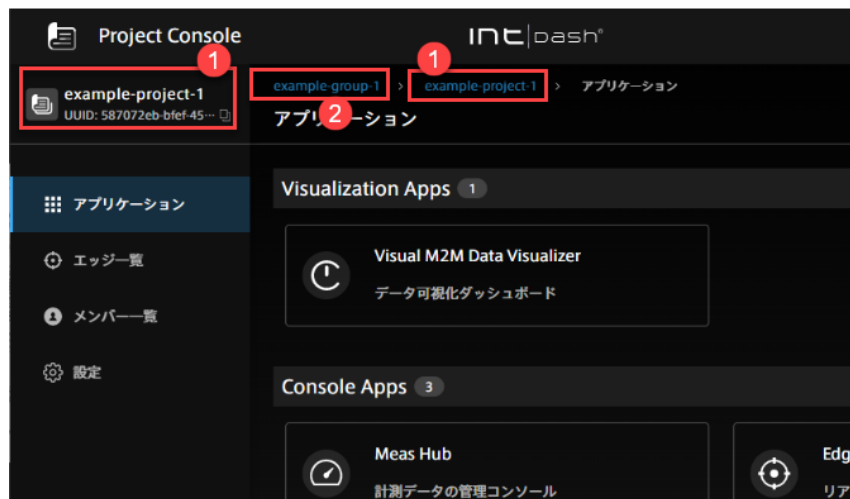 Project Console
intdash®
1
example-project-1
UUID: 587072eb-bfef-45…
1
example-group-1 > example-project-1 > アプリケーション
2
アプリケーション
アプリケーション
エッジ一覧
メンバー一覧
設定
Visualization Apps 1
Visual M2M Data Visualizer
データ可視化ダッシュボード
Console Apps 3
Meas Hub
計測データの管理コンソール
Edg
リア